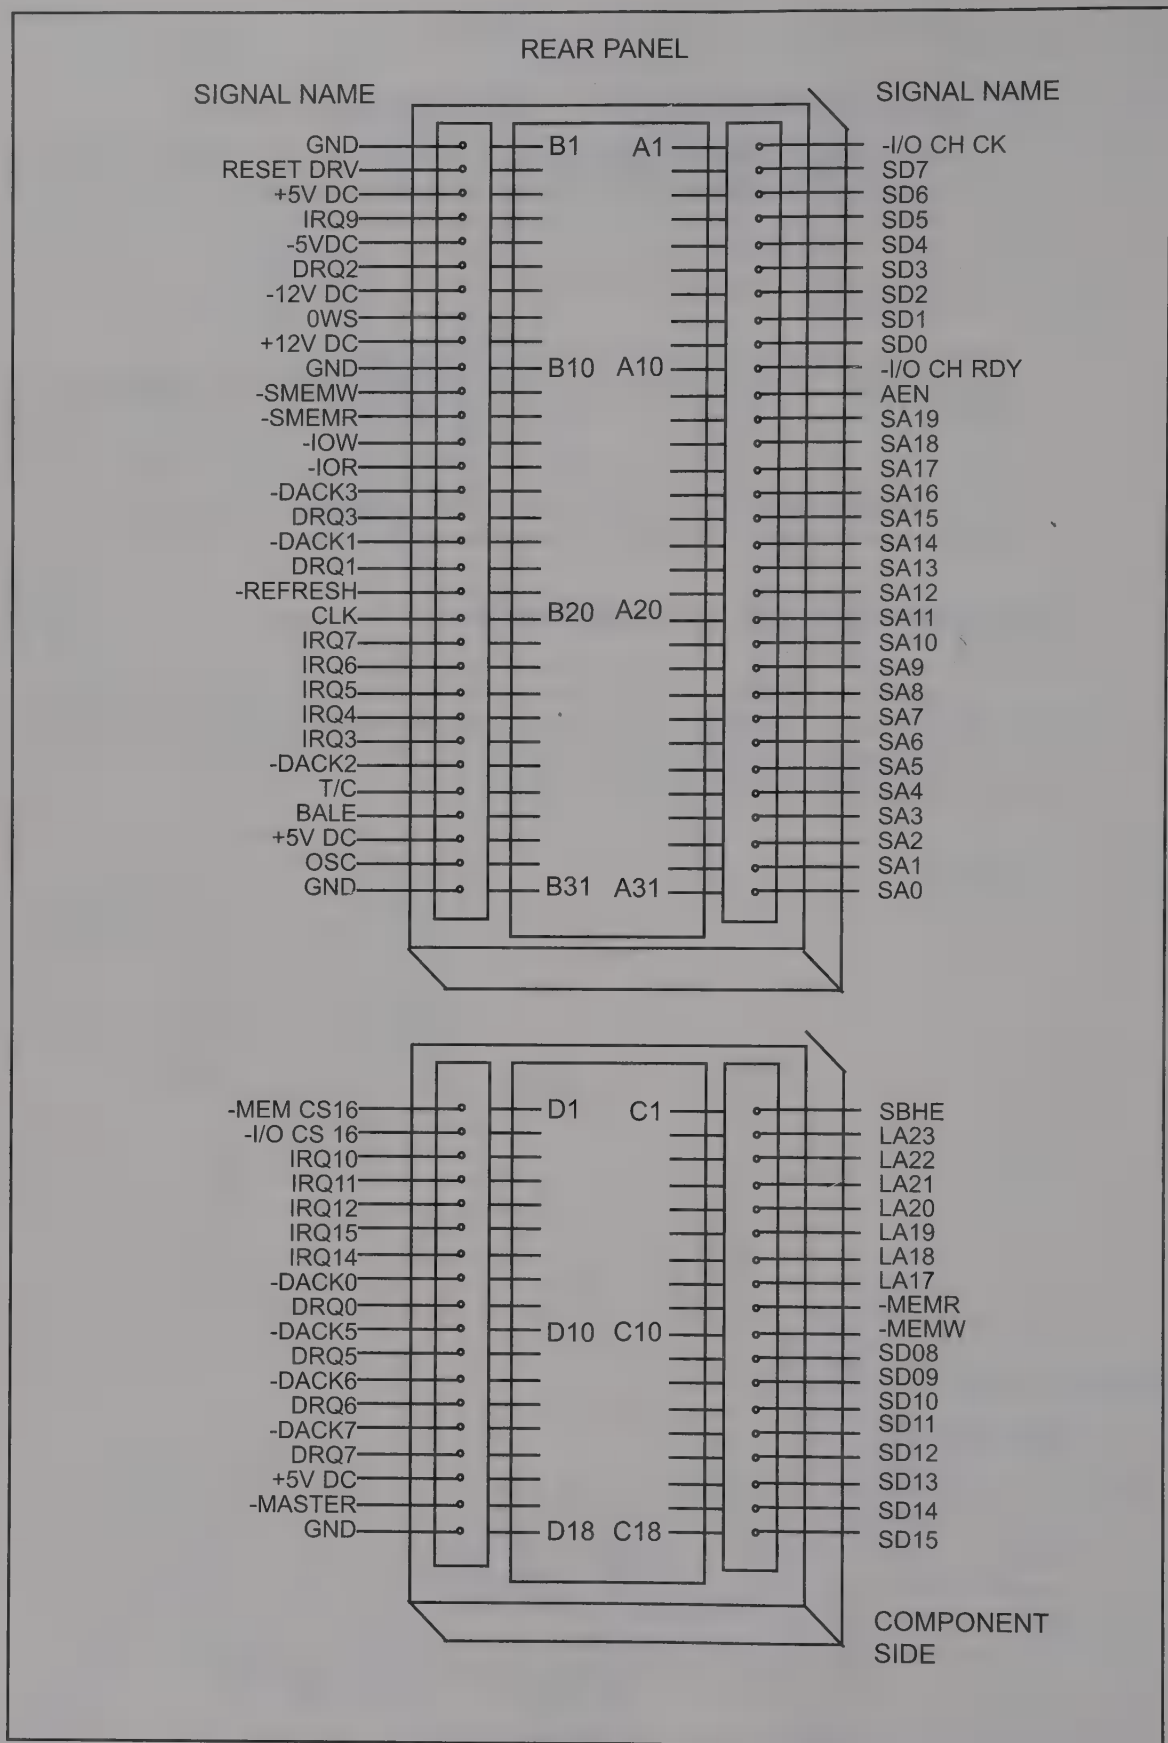 REAR PANEL
SIGNAL NAME SIGNAL NAME
GND B1 A1 -I/O CH CK
RESET DRV SD7
+5V DC SD6
IRQ9 SD5
-5VDC SD4
DRQ2 SD3
-12V DC SD2
0WS SD1
+12V DC SD0
GND B10 A10 -I/O CH RDY
-SMEMW AEN
-SMEMR SA19
-IOW SA18
-IOR SA17
-DACK3 SA16
DRQ3 SA15
-DACK1 SA14
DRQ1 SA13
-REFRESH SA12
CLK B20 A20 SA11
IRQ7 SA10
IRQ6 SA9
IRQ5 SA8
IRQ4 SA7
IRQ3 SA6
-DACK2 SA5
T/C SA4
BALE SA3
+5V DC SA2
OSC SA1
GND B31 A31 SA0
-MEM CS16 D1 C1 SBHE
-I/O CS 16 LA23
IRQ10 LA22
IRQ11 LA21
IRQ12 LA20
IRQ15 LA19
IRQ14 LA18
-DACK0 LA17
DRQ0 -MEMR
-DACK5 D10 C10 -MEMW
DRQ5 SD08
-DACK6 SD09
DRQ6 SD10
-DACK7 SD11
DRQ7 SD12
+5V DC SD13
-MASTER SD14
GND D18 C18 SD15
COMPONENT
SIDE